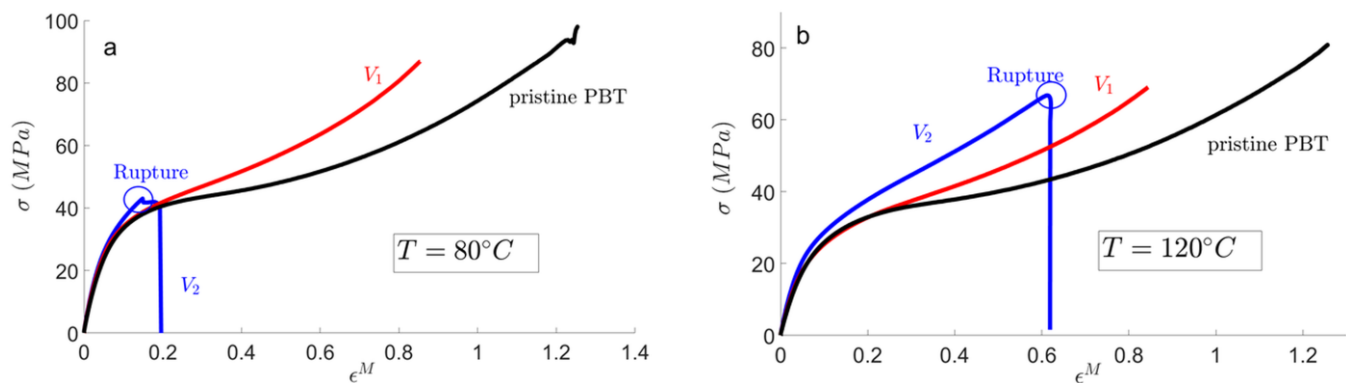 a
100
80
60
40
20
0
σ (MPa)
V₁
pristine PBT
Rupture
T = 80°C
V₂
0 0.2 0.4 0.6 0.8 1 1.2 1.4
ϵᴹ
b
80
60
40
20
0
σ (MPa)
Rupture
V₁
V₂
pristine PBT
T = 120°C
0 0.2 0.4 0.6 0.8 1 1.2
ϵᴹ